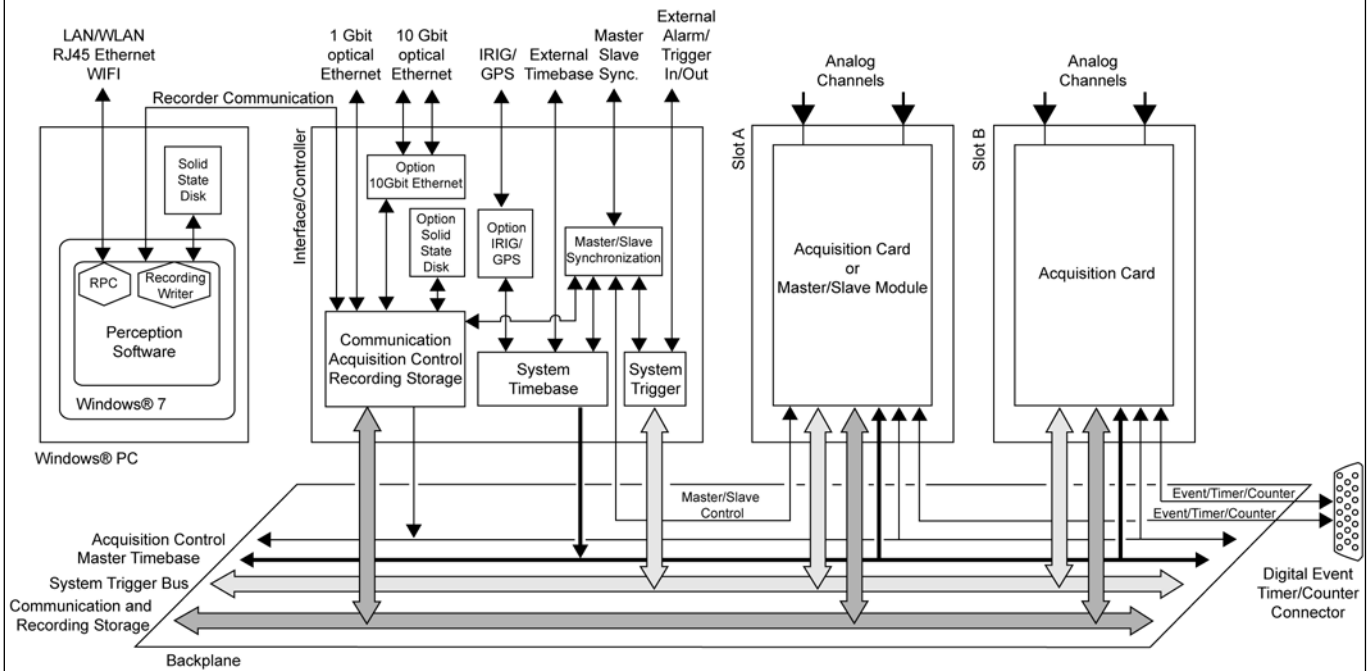 LAN/WLAN
RJ45 Ethernet
WIFI
1 Gbit
optical
Ethernet
10 Gbit
optical
Ethernet
IRIG/
GPS
External
Timebase
Master
Slave
Sync.
External
Alarm/
Trigger
In/Out
Analog
Channels
Analog
Channels
Recorder Communication
Solid
State
Disk
RPC
Recording
Writer
Perception
Software
Windows® 7
Windows® PC
Interface/Controller
Option
10Gbit Ethernet
Option
Solid
State
Disk
Option
IRIG/
GPS
Master/Slave
Synchronization
Communication
Acquisition Control
Recording Storage
System
Timebase
System
Trigger
Slot A
Acquisition Card
or
Master/Slave Module
Slot B
Acquisition Card
Master/Slave
Control
Event/Timer/Counter
Event/Timer/Counter
Digital Event
Timer/Counter
Connector
Acquisition Control
Master Timebase
System Trigger Bus
Communication and
Recording Storage
Backplane